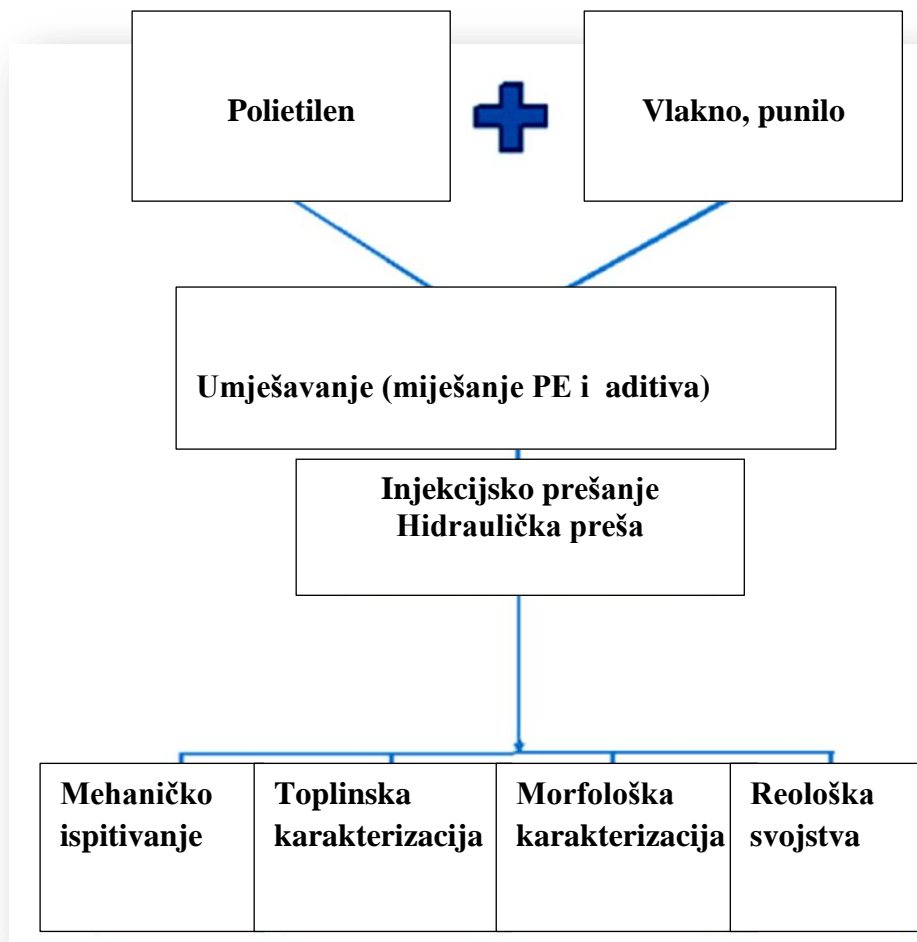 Polietilen
Vlakno, punilo
Umješavanje (miješanje PE i  aditiva)
Injekcijsko prešanje
Hidraulička preša
Mehaničko
ispitivanje
Toplinska
karakterizacija
Morfološka
karakterizacija
Reološka
svojstva